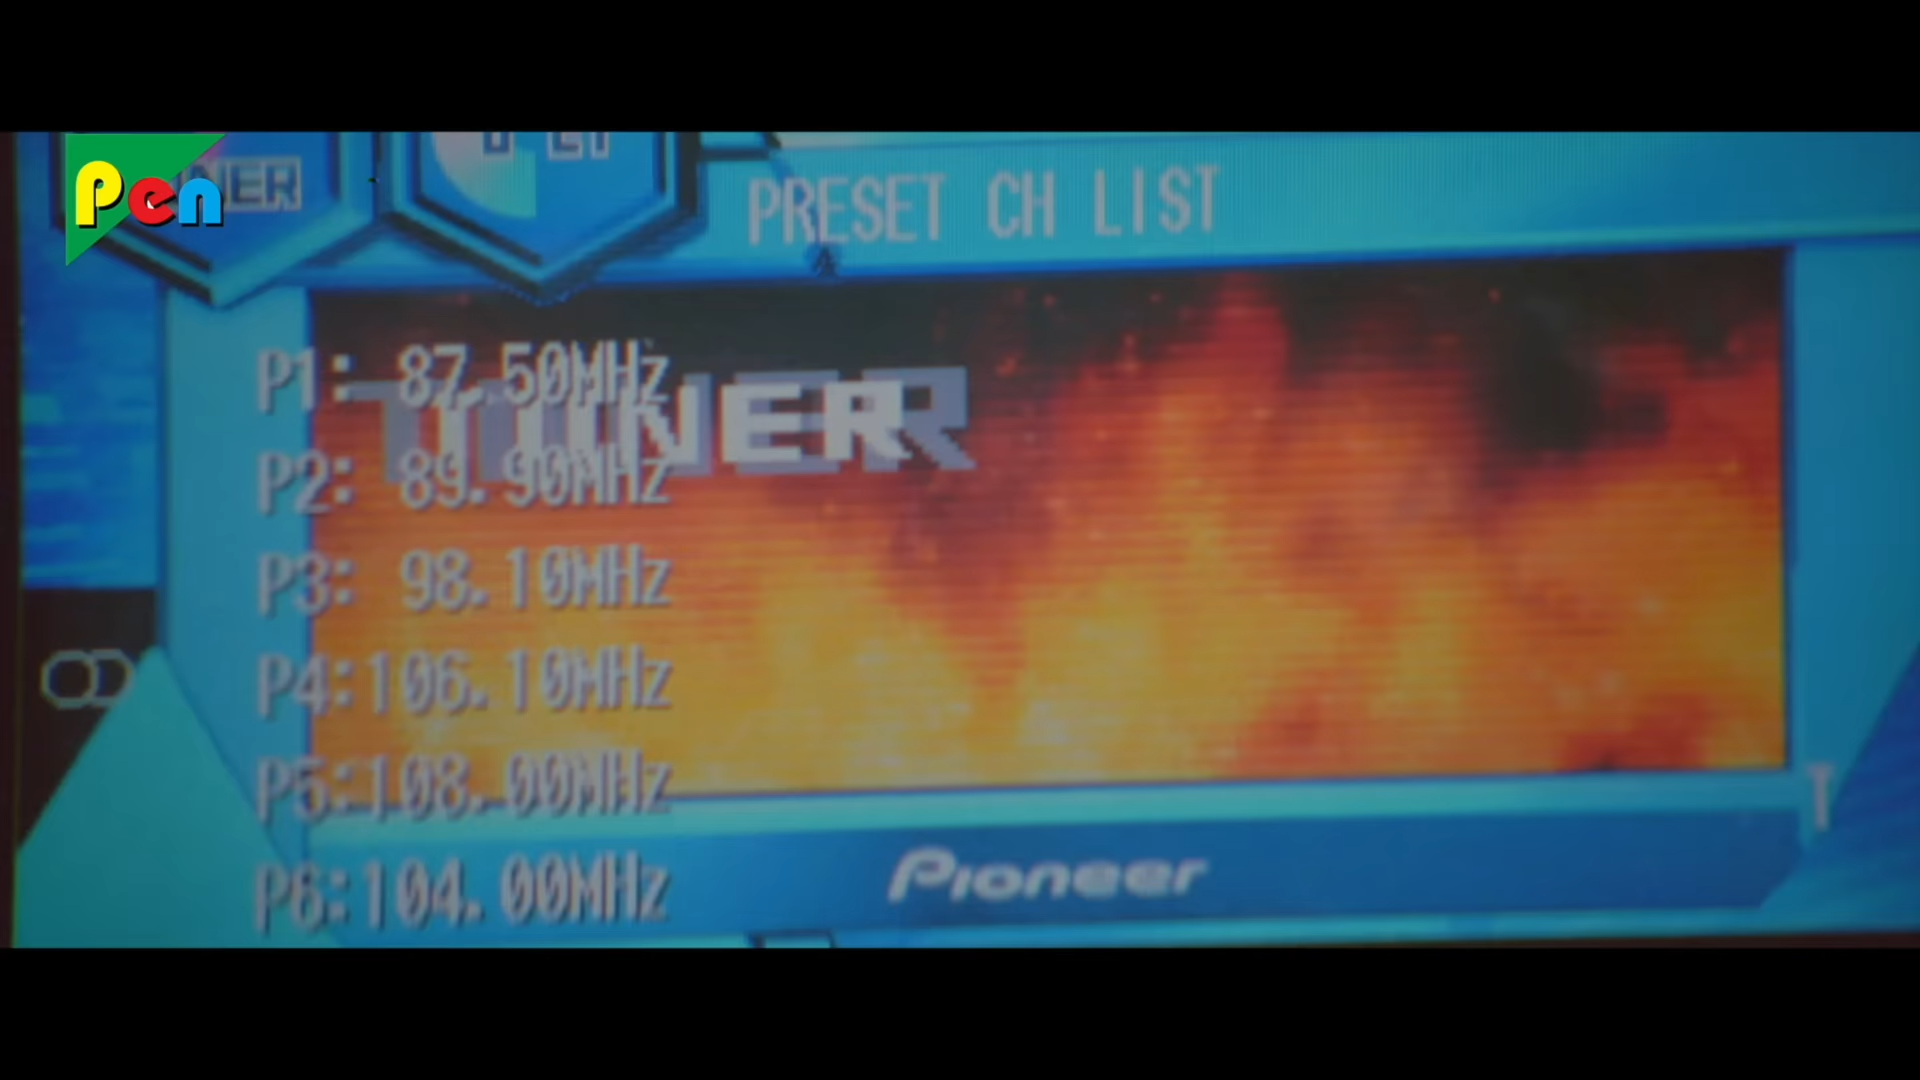 Pen
NER
PRESET CH LIST
P1: 87.50MHz
TUNER
P2: 89.90MHz
P3: 98.10MHz
P4:106.10MHz
P5:108.00MHz
P6:104.00MHz
Pioneer
T